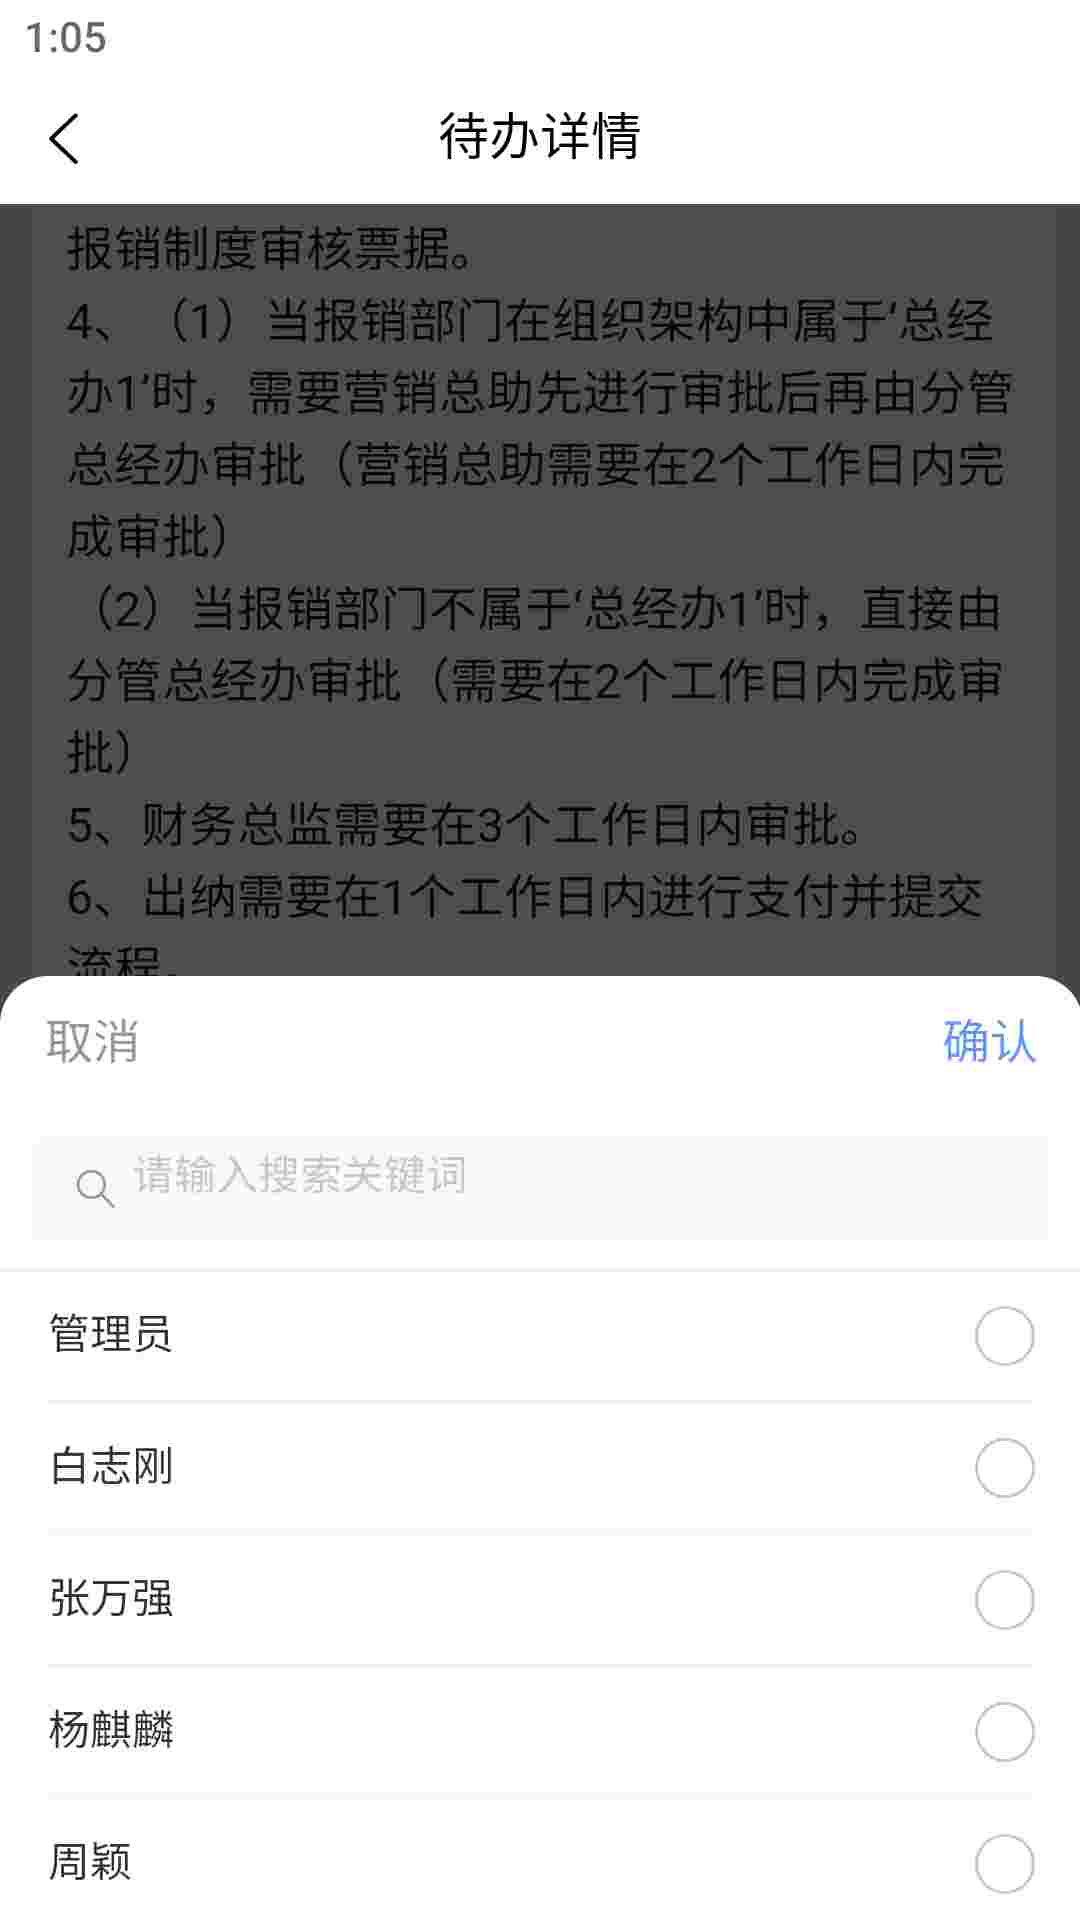 1:05
待办详情
报销制度审核票据。
4、（1）当报销部门在组织架构中属于‘总经
办1’时，需要营销总助先进行审批后再由分管
总经办审批（营销总助需要在2个工作日内完
成审批）
（2）当报销部门不属于‘总经办1’时，直接由
分管总经办审批（需要在2个工作日内完成审
批）
5、财务总监需要在3个工作日内审批。
6、出纳需要在1个工作日内进行支付并提交
流程。
取消
确认
请输入搜索关键词
管理员
白志刚
张万强
杨麒麟
周颖